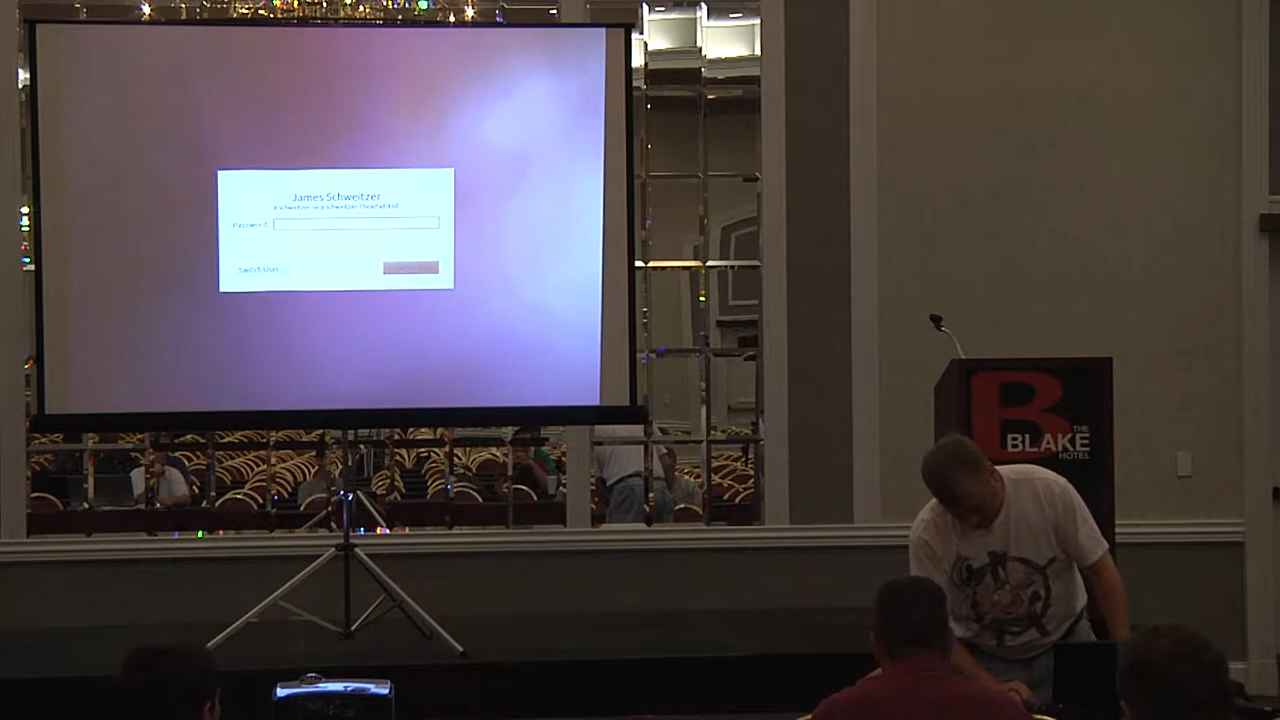 James Schweitzer
Password:
Switch User...
B
THE
BLAKE
HOTEL